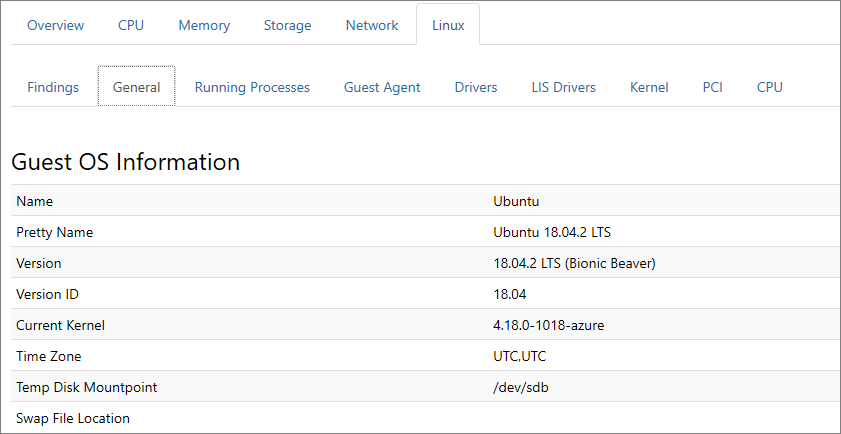 Overview CPU Memory Storage Network Linux
Findings General Running Processes Guest Agent Drivers LIS Drivers Kernel PCI CPU
Guest OS Information
Name Ubuntu
Pretty Name Ubuntu 18.04.2 LTS
Version 18.04.2 LTS (Bionic Beaver)
Version ID 18.04
Current Kernel 4.18.0-1018-azure
Time Zone UTC,UTC
Temp Disk Mountpoint /dev/sdb
Swap File Location